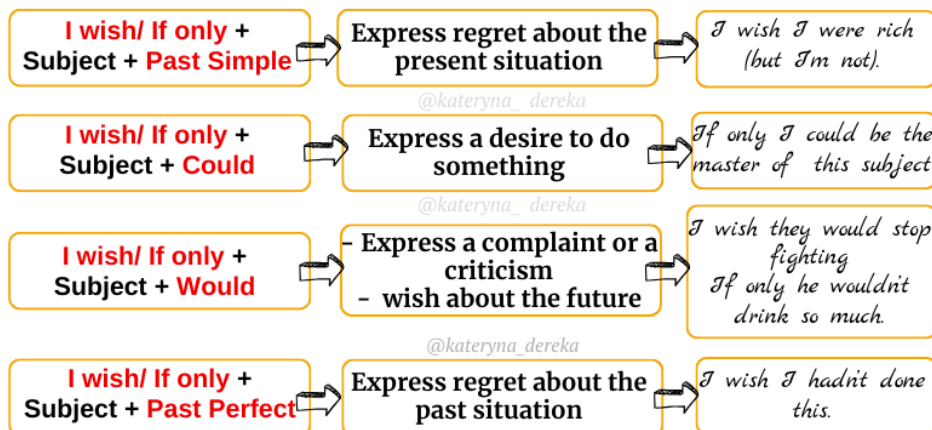 I wish/ If only +
Subject + Past Simple
Express regret about the
present situation
I wish I were rich
(but I'm not).
@kateryna_ dereka
I wish/ If only +
Subject + Could
Express a desire to do
something
If only I could be the
master of this subject
@kateryna_ dereka
I wish/ If only +
Subject + Would
- Express a complaint or a
criticism
- wish about the future
I wish they would stop
fighting
If only he wouldn't
drink so much.
@kateryna_dereka
I wish/ If only +
Subject + Past Perfect
Express regret about the
past situation
I wish I hadn't done
this.